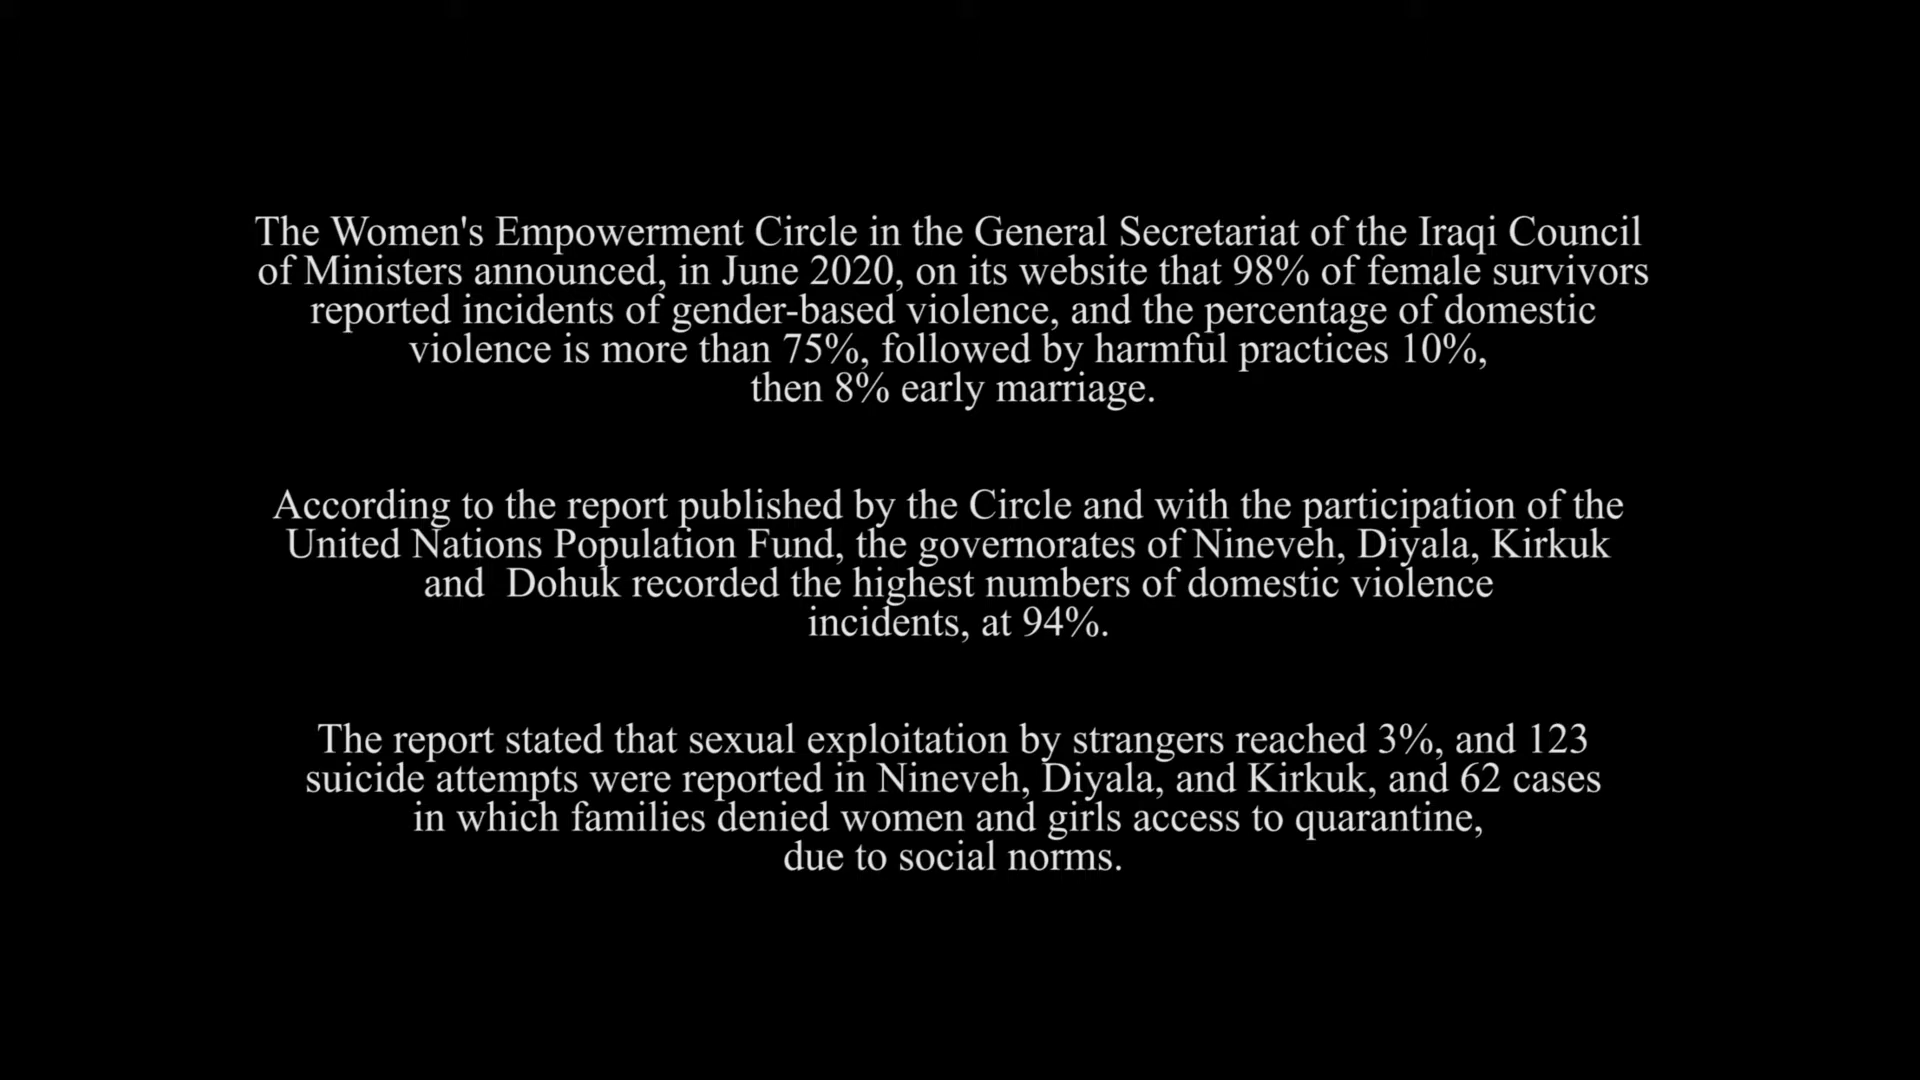 The Women's Empowerment Circle in the General Secretariat of the Iraqi Council
of Ministers announced, in June 2020, on its website that 98% of female survivors
reported incidents of gender-based violence, and the percentage of domestic
violence is more than 75%, followed by harmful practices 10%,
then 8% early marriage.
According to the report published by the Circle and with the participation of the
United Nations Population Fund, the governorates of Nineveh, Diyala, Kirkuk
and  Dohuk recorded the highest numbers of domestic violence
incidents, at 94%.
The report stated that sexual exploitation by strangers reached 3%, and 123
suicide attempts were reported in Nineveh, Diyala, and Kirkuk, and 62 cases
in which families denied women and girls access to quarantine,
due to social norms.